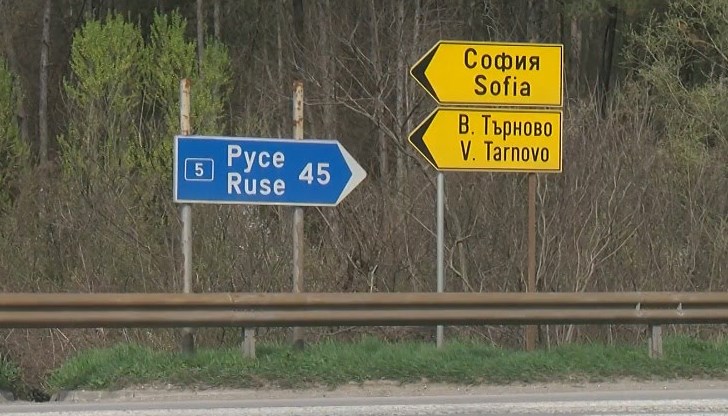 5
Русе
Ruse
45
София
Sofia
В. Търново
V. Tarnovo